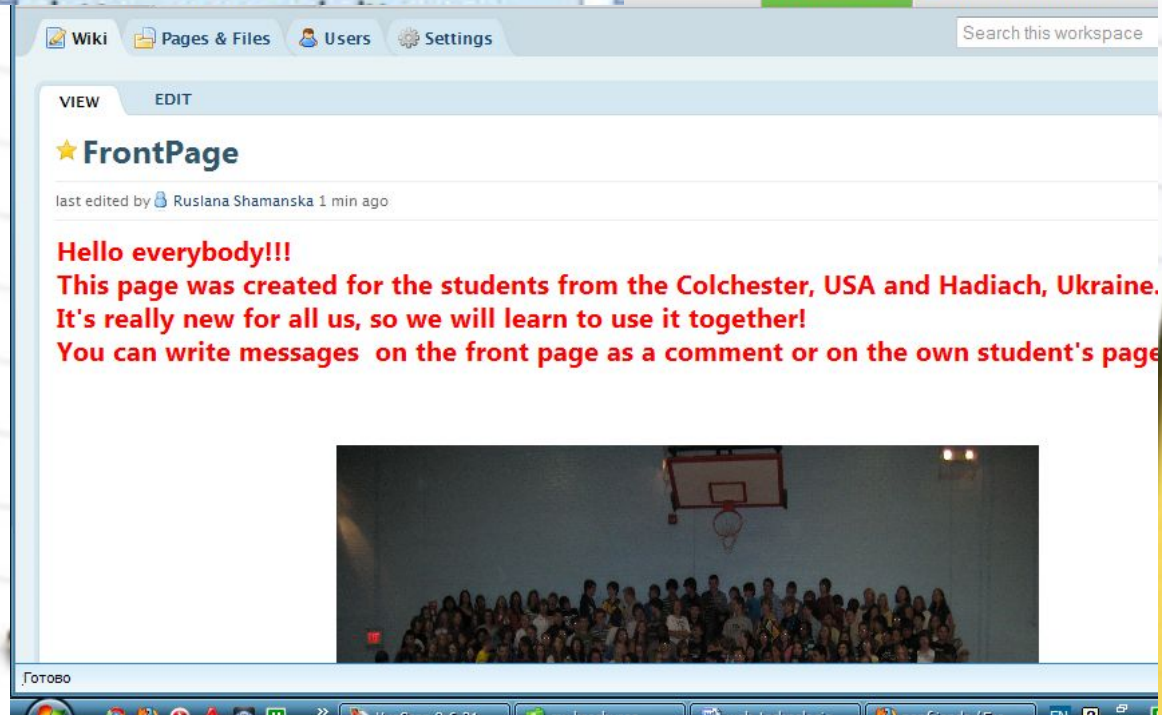 Wiki Pages & Files Users Settings Search this workspace
VIEW EDIT
FrontPage
last edited by Ruslana Shamanska 1 min ago
Hello everybody!!!
This page was created for the students from the Colchester, USA and Hadiach, Ukraine.
It's really new for all us, so we will learn to use it together!
You can write messages on the front page as a comment or on the own student's page
Готово
EN